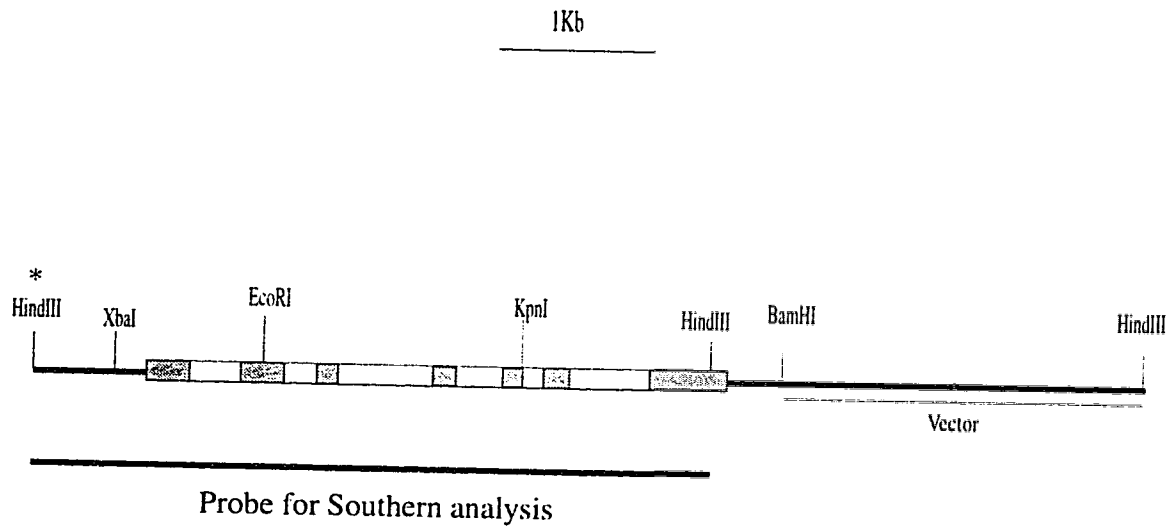 1Kb
*
HindIII
XbaI
EcoRI
KpnI
HindIII
BamHI
HindIII
Vector
Probe for Southern analysis